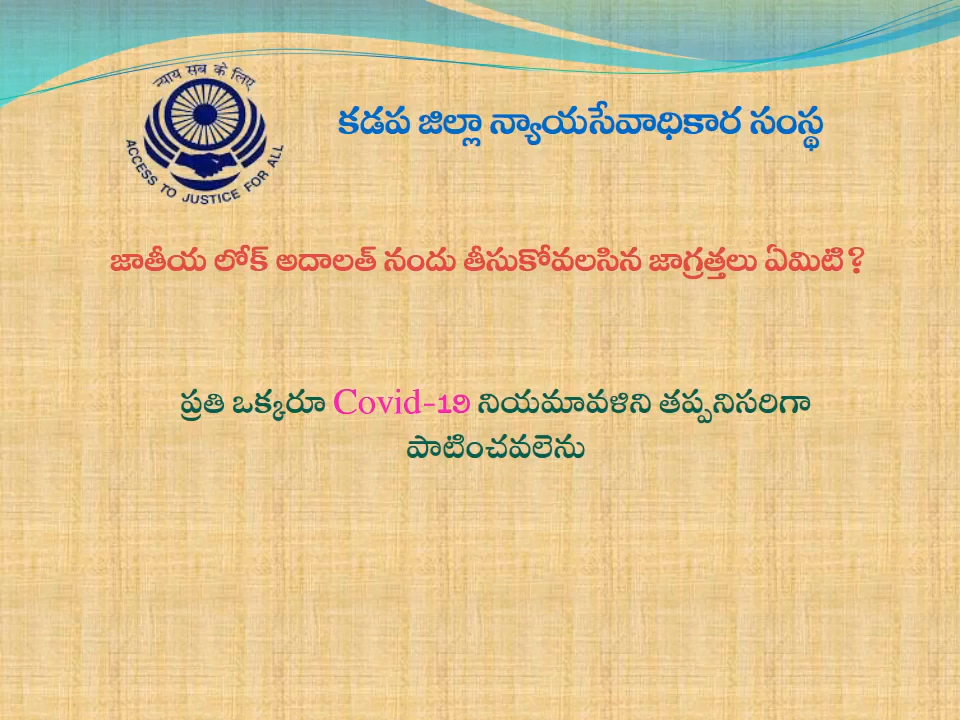 न्याय सब के लिए
ACCESS TO JUSTICE FOR ALL
కడప జిల్లా న్యాయసేవాధికార సంస్థ
జాతీయ లోక్ అదాలత్ నందు తీసుకోవలసిన జాగ్రత్తలు ఏమిటి?
ప్రతి ఒక్కరూ Covid-19 నియమావళిని తప్పనిసరిగా
పాటించవలెను